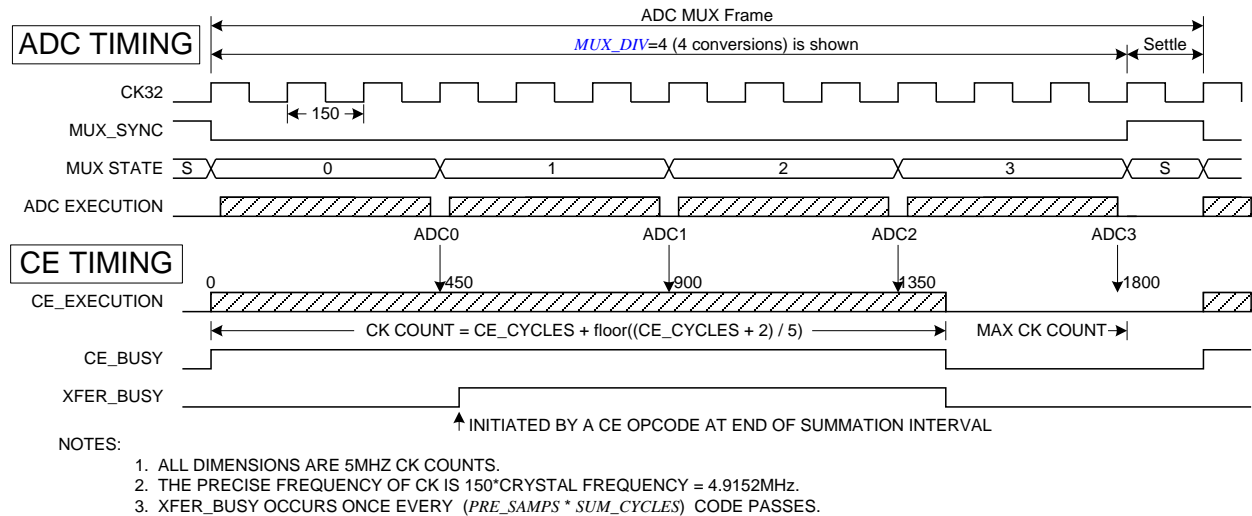 ADC MUX Frame
ADC TIMING
MUX_DIV=4 (4 conversions) is shown
Settle
CK32
150
MUX_SYNC
MUX STATE S 0 1 2 3 S
ADC EXECUTION
ADC0 ADC1 ADC2 ADC3
CE TIMING
0 450 900 1350 1800
CE_EXECUTION
CK COUNT = CE_CYCLES + floor((CE_CYCLES + 2) / 5) MAX CK COUNT
CE_BUSY
XFER_BUSY
INITIATED BY A CE OPCODE AT END OF SUMMATION INTERVAL
NOTES:
1. ALL DIMENSIONS ARE 5MHZ CK COUNTS.
2. THE PRECISE FREQUENCY OF CK IS 150*CRYSTAL FREQUENCY = 4.9152MHz.
3. XFER_BUSY OCCURS ONCE EVERY (PRE_SAMPS * SUM_CYCLES) CODE PASSES.